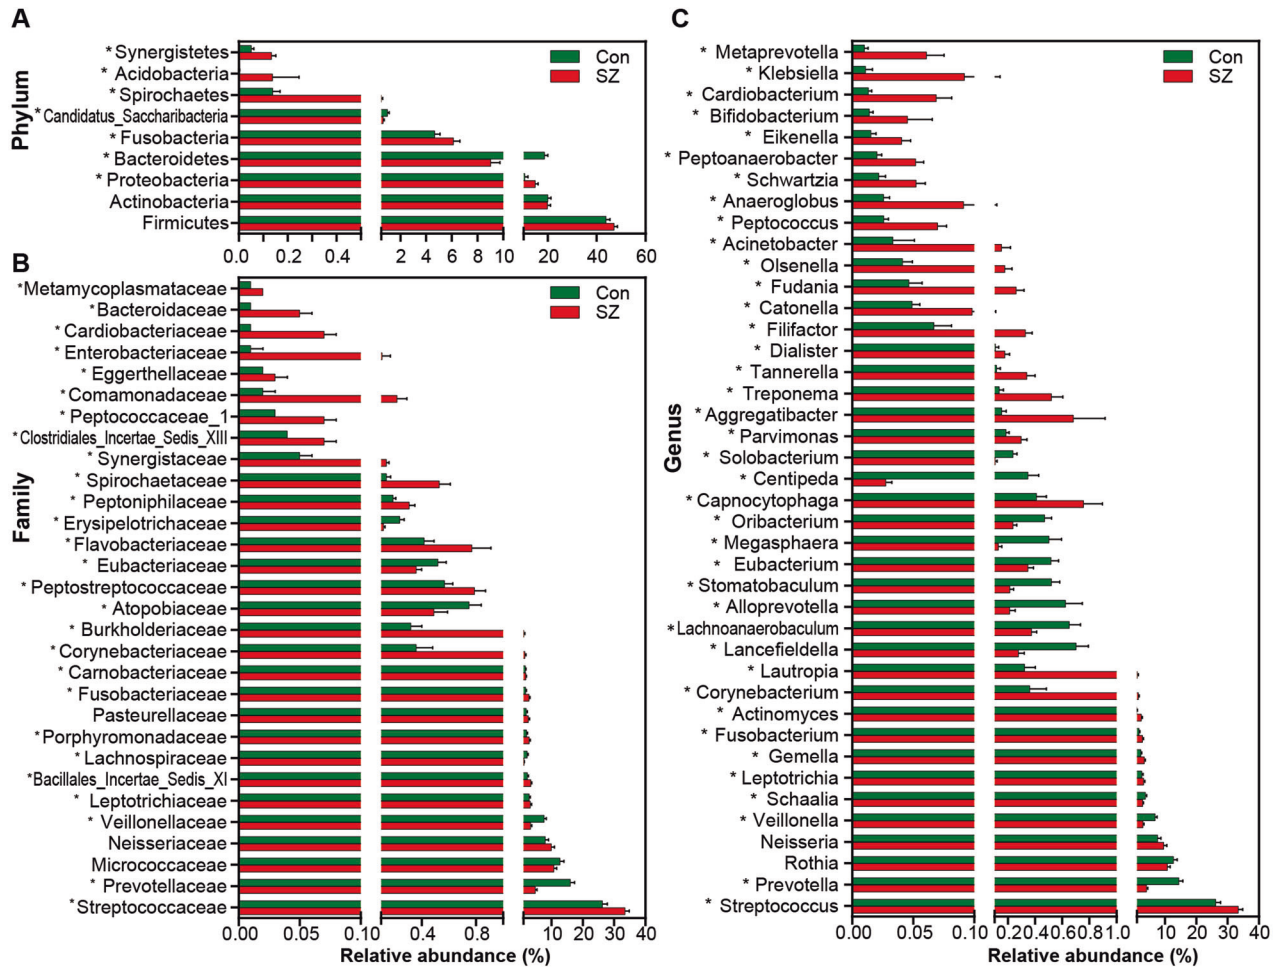 A
Phylum
* Synergistetes
* Acidobacteria
* Spirochaetes
* Candidatus_Saccharibacteria
* Fusobacteria
* Bacteroidetes
* Proteobacteria
Actinobacteria
Firmicutes
Con
SZ
0.0 0.2 0.4 2 4 6 8 10 20 40 60
B
Family
*Metamycoplasmataceae
*Bacteroidaceae
* Cardiobacteriaceae
* Enterobacteriaceae
* Eggerthellaceae
*Comamonadaceae
* Peptococcaceae_1
* Clostridiales_Incertae_Sedis_XIII
* Synergistaceae
* Spirochaetaceae
* Peptoniphilaceae
* Erysipelotrichaceae
* Flavobacteriaceae
* Eubacteriaceae
* Peptostreptococcaceae
* Atopobiaceae
* Burkholderiaceae
* Corynebacteriaceae
* Carnobacteriaceae
* Fusobacteriaceae
Pasteurellaceae
*Porphyromonadaceae
* Lachnospiraceae
*Bacillales_Incertae_Sedis_XI
* Leptotrichiaceae
* Veillonellaceae
Neisseriaceae
Micrococcaceae
* Prevotellaceae
*Streptococcaceae
Con
SZ
0.00 0.05 0.10 0.4 0.8 10 20 30 40
Relative abundance (%)
C
Genus
* Metaprevotella
* Klebsiella
* Cardiobacterium
* Bifidobacterium
* Eikenella
* Peptoanaerobacter
* Schwartzia
* Anaeroglobus
* Peptococcus
* Acinetobacter
* Olsenella
* Fudania
* Catonella
* Filifactor
* Dialister
* Tannerella
* Treponema
* Aggregatibacter
* Parvimonas
* Solobacterium
* Centipeda
* Capnocytophaga
* Oribacterium
* Megasphaera
* Eubacterium
* Stomatobaculum
* Alloprevotella
* Lachnoanaerobaculum
* Lancefieldella
* Lautropia
* Corynebacterium
* Actinomyces
* Fusobacterium
* Gemella
* Leptotrichia
* Schaalia
* Veillonella
Neisseria
Rothia
* Prevotella
* Streptococcus
Con
SZ
0.00 0.05 0.10 0.20 0.40 0.60 0.81.0 10 20 30 40
Relative abundance (%)